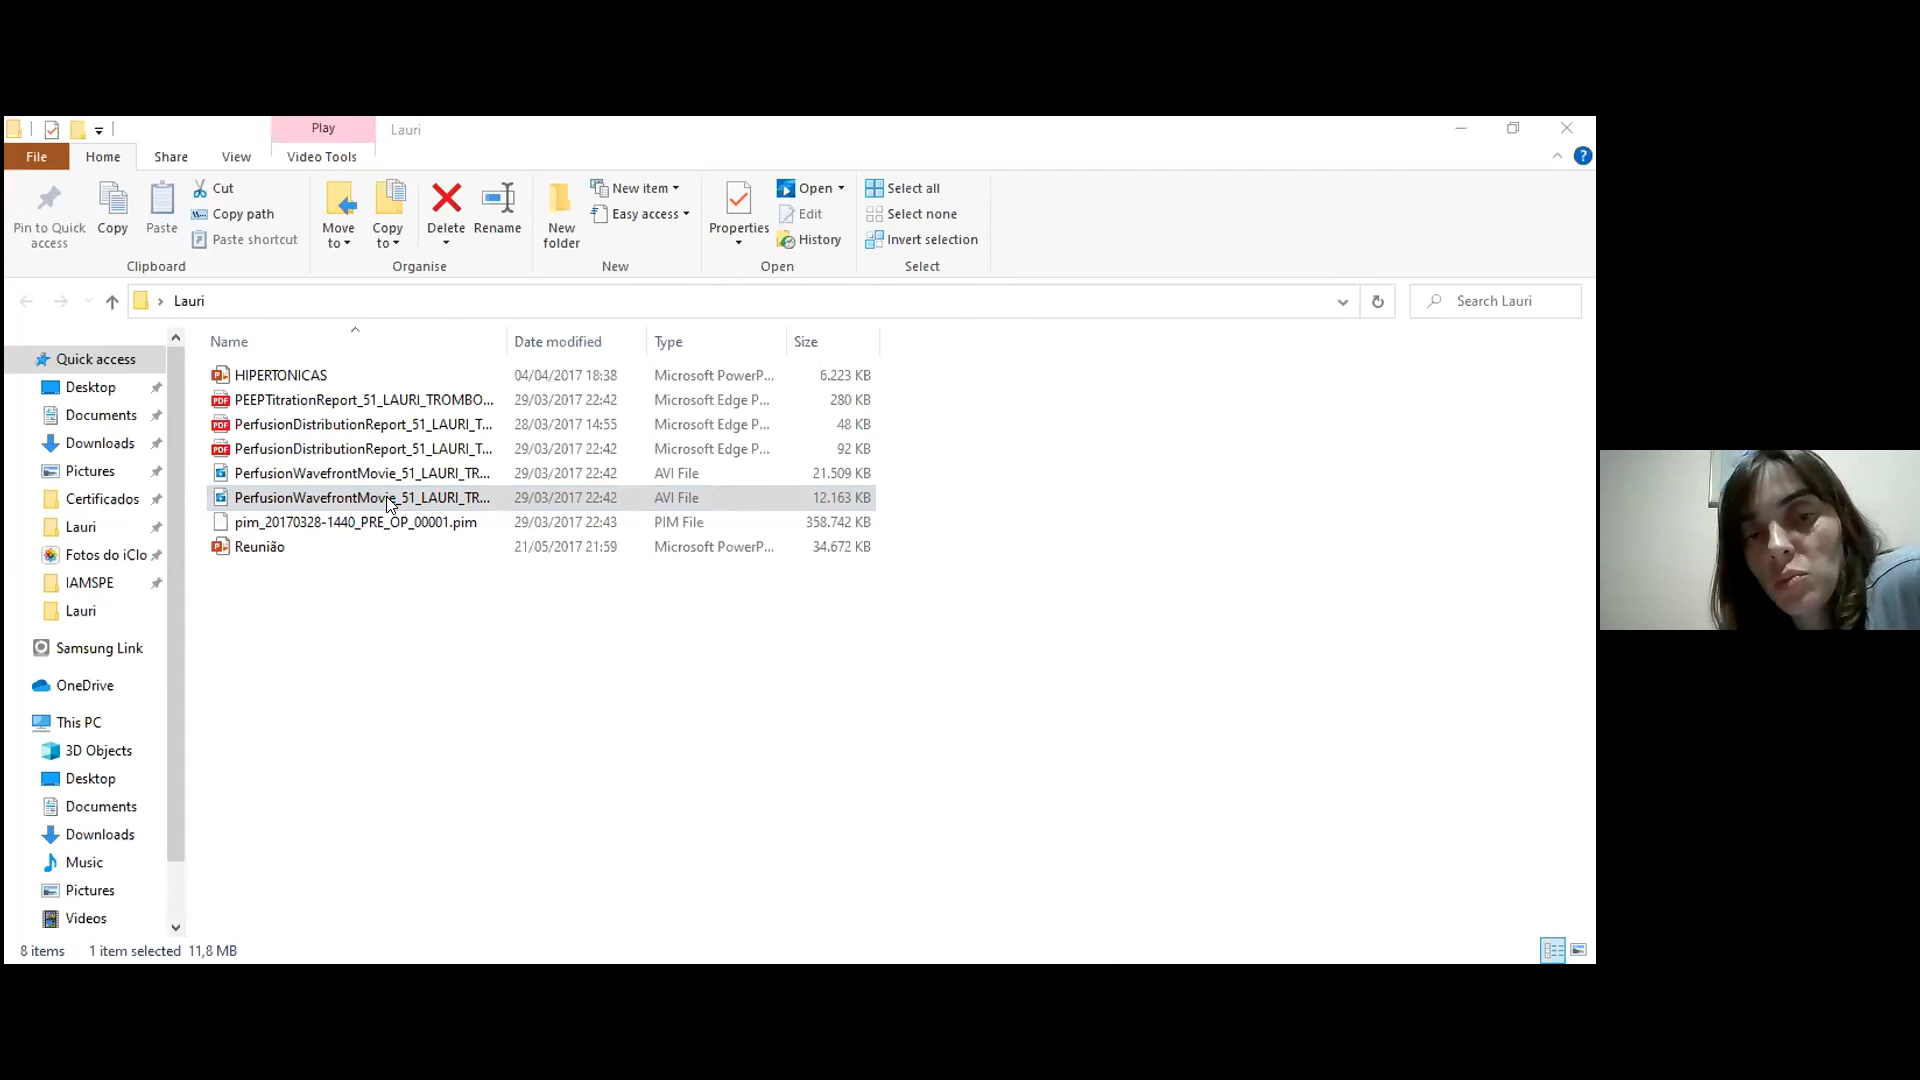 Play
Lauri
File
Home
Share
View
Video Tools
Pin to Quick access
Copy
Paste
Cut
Copy path
Paste shortcut
Clipboard
Move to
Copy to
Delete
Rename
Organise
New folder
New item
Easy access
New
Properties
Open
Edit
History
Open
Select all
Select none
Invert selection
Select
Lauri
Search Lauri
Name Date modified Type Size
HIPERTONICAS 04/04/2017 18:38 Microsoft PowerP... 6.223 KB
PEEPTitrationReport_51_LAURI_TROMBO... 29/03/2017 22:42 Microsoft Edge P... 280 KB
PerfusionDistributionReport_51_LAURI_T... 28/03/2017 14:55 Microsoft Edge P... 48 KB
PerfusionDistributionReport_51_LAURI_T... 29/03/2017 22:42 Microsoft Edge P... 92 KB
PerfusionWavefrontMovie_51_LAURI_TR... 29/03/2017 22:42 AVI File 21.509 KB
PerfusionWavefrontMovie_51_LAURI_TR... 29/03/2017 22:42 AVI File 12.163 KB
pim_20170328-1440_PRE_OP_00001.pim 29/03/2017 22:43 PIM File 358.742 KB
Reunião 21/05/2017 21:59 Microsoft PowerP... 34.672 KB
Quick access
Desktop
Documents
Downloads
Pictures
Certificados
Lauri
Fotos do iClo
IAMSPE
Lauri
Samsung Link
OneDrive
This PC
3D Objects
Desktop
Documents
Downloads
Music
Pictures
Videos
8 items 1 item selected 11,8 MB